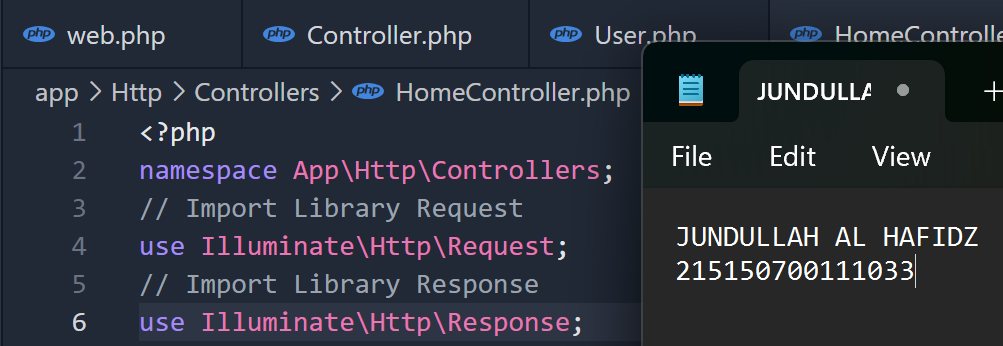 php web.php php Controller.php php User.php php HomeControlle
app > Http > Controllers > php HomeController.php
1 <?php
2 namespace App\Http\Controllers;
3 // Import Library Request
4 use Illuminate\Http\Request;
5 // Import Library Response
6 use Illuminate\Http\Response;
JUNDULLA
File Edit View
JUNDULLAH AL HAFIDZ
215150700111033